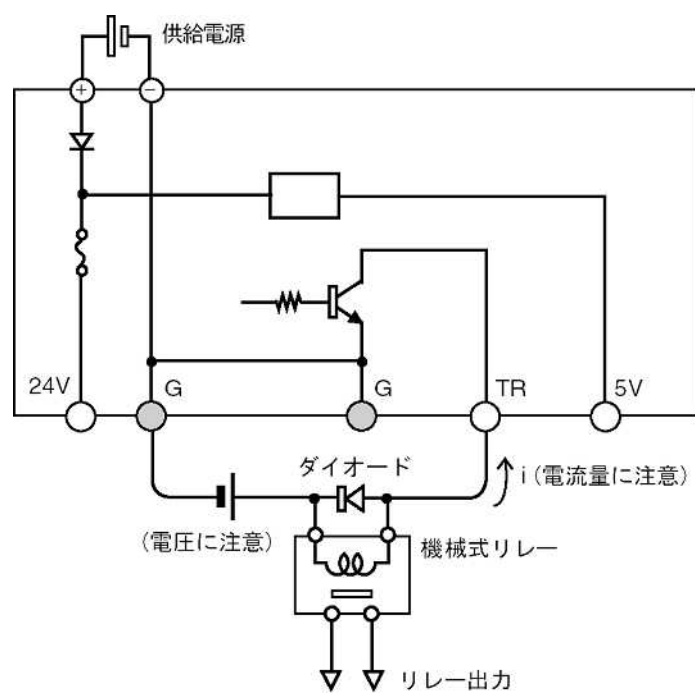 供給電源
+
−
24V
G
G
TR
5V
ダイオード
i (電流量に注意)
(電圧に注意)
機械式リレー
リレー出力